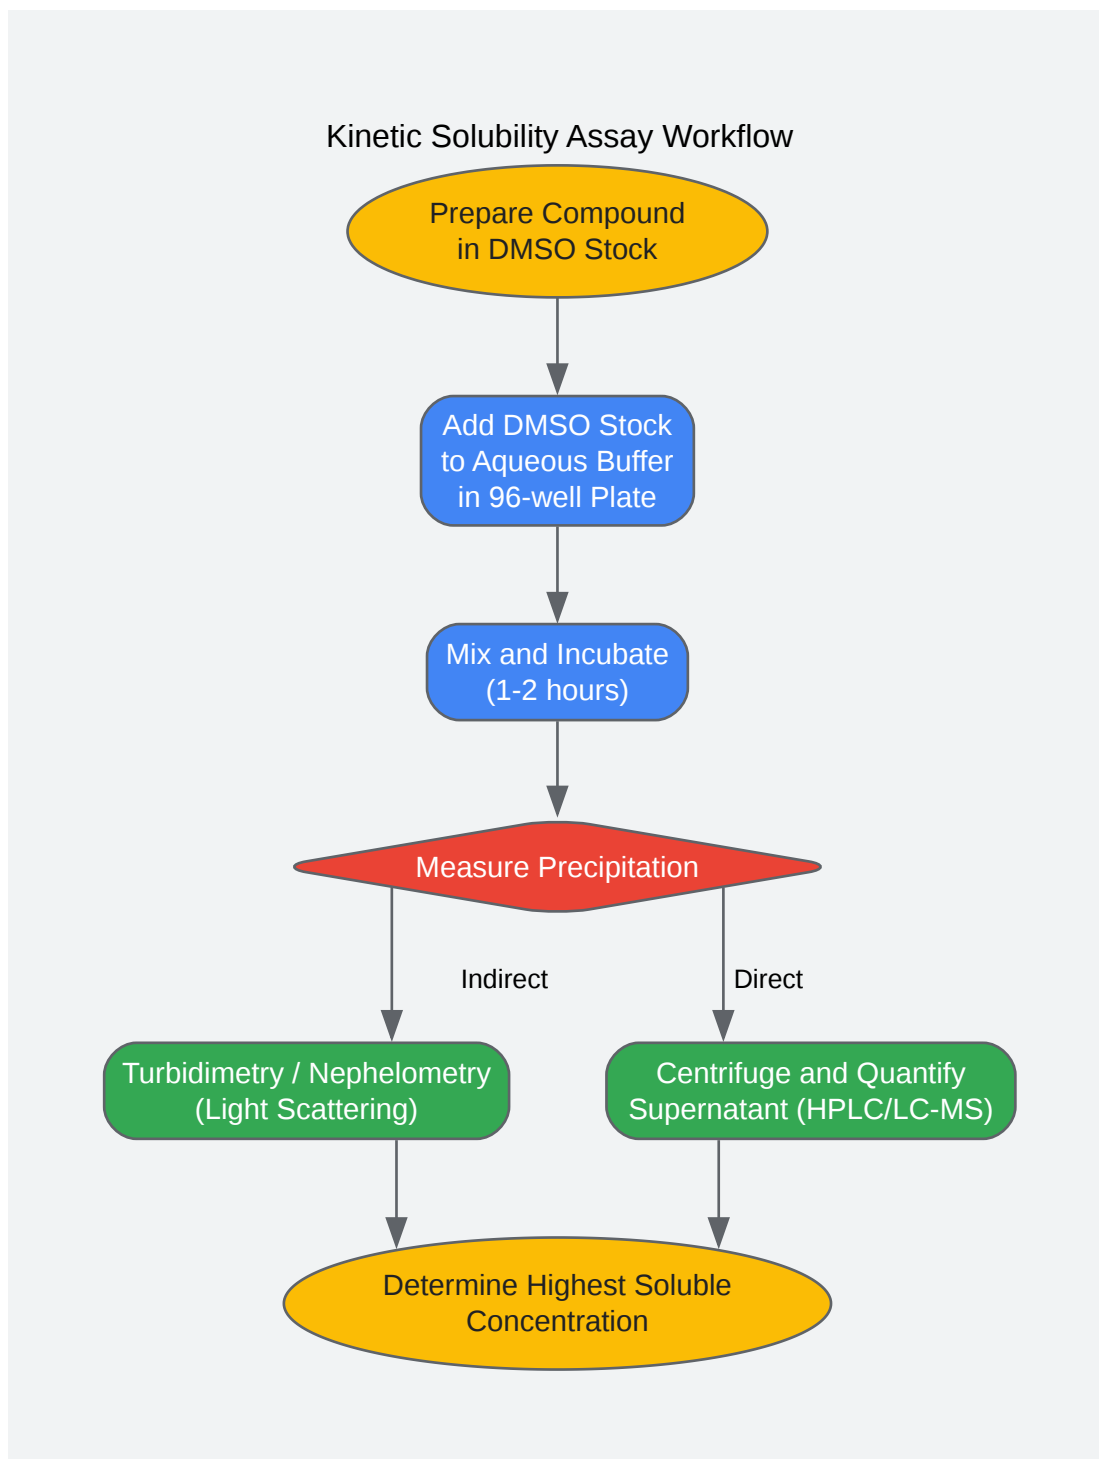 Kinetic Solubility Assay Workflow
Prepare Compound
in DMSO Stock
Add DMSO Stock
to Aqueous Buffer
in 96-well Plate
Mix and Incubate
(1-2 hours)
Measure Precipitation
Indirect
Direct
Turbidimetry / Nephelometry
(Light Scattering)
Centrifuge and Quantify
Supernatant (HPLC/LC-MS)
Determine Highest Soluble
Concentration